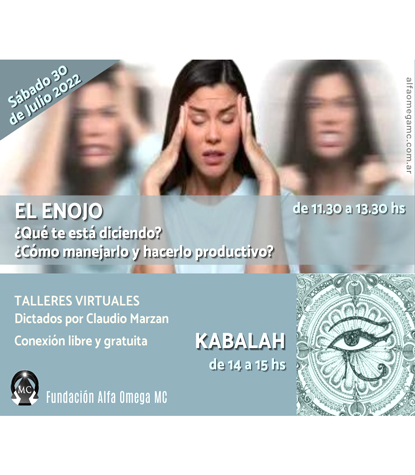 Sábado 30
de Julio 2022
alfaomegamc.com.ar
EL ENOJO
de 11.30 a 13.30 hs
¿Qué te está diciendo?
¿Cómo manejarlo y hacerlo productivo?
TALLERES VIRTUALES
Dictados por Claudio Marzan
Conexión libre y gratuita
KABALAH
de 14 a 15 hs
MC
Fundación Alfa Omega MC